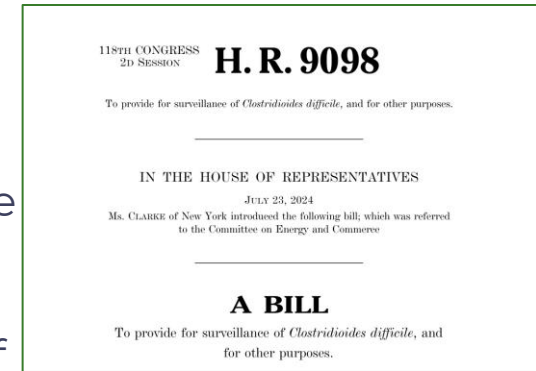 118TH CONGRESS
2D SESSION
H. R. 9098
To provide for surveillance of Clostridioides difficile, and for other purposes.
IN THE HOUSE OF REPRESENTATIVES
JULY 23, 2024
Ms. CLARKE of New York introduced the following bill; which was referred
to the Committee on Energy and Commerce
A BILL
To provide for surveillance of Clostridioides difficile, and
for other purposes.